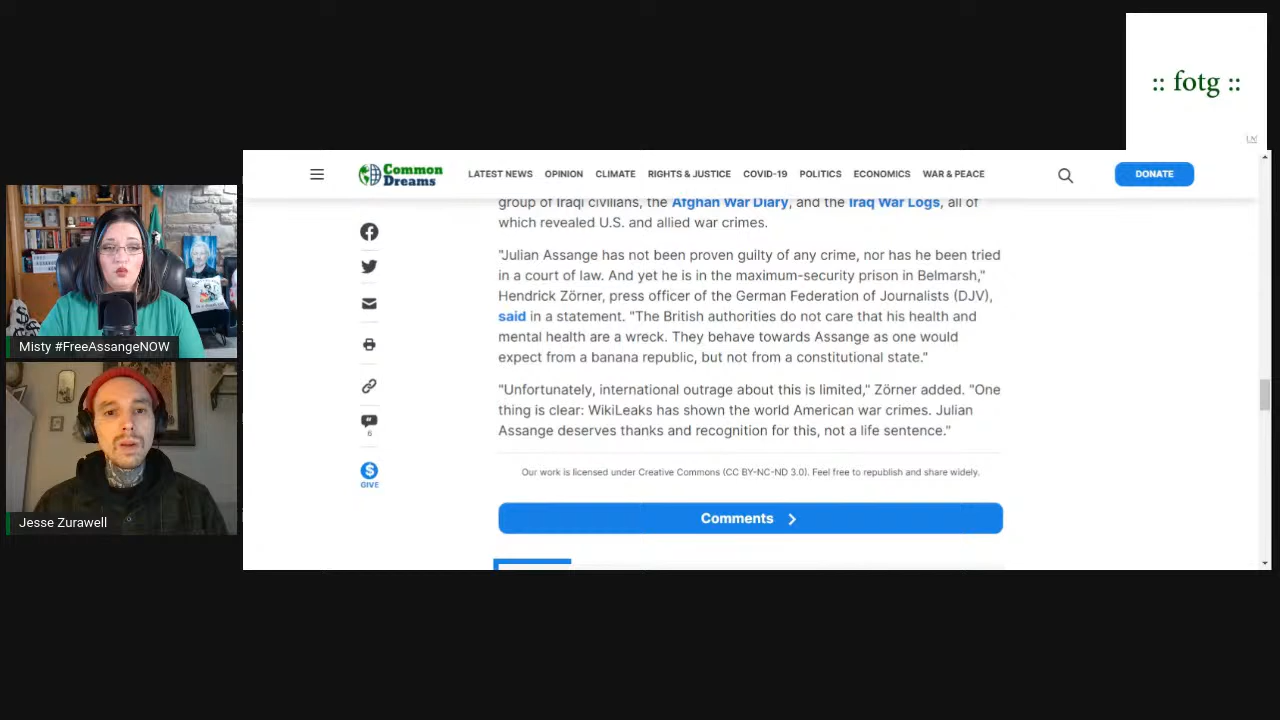 :: fotg ::
Common
Dreams
LATEST NEWS OPINION CLIMATE RIGHTS & JUSTICE COVID-19 POLITICS ECONOMICS WAR & PEACE
DONATE
group of Iraqi civilians, the Afghan War Diary, and the Iraq War Logs, all of
which revealed U.S. and allied war crimes.
"Julian Assange has not been proven guilty of any crime, nor has he been tried
in a court of law. And yet he is in the maximum-security prison in Belmarsh,"
Hendrick Zörner, press officer of the German Federation of Journalists (DJV),
said in a statement. "The British authorities do not care that his health and
mental health are a wreck. They behave towards Assange as one would
expect from a banana republic, but not from a constitutional state."
"Unfortunately, international outrage about this is limited," Zörner added. "One
thing is clear: WikiLeaks has shown the world American war crimes. Julian
Assange deserves thanks and recognition for this, not a life sentence."
6
GIVE
Our work is licensed under Creative Commons (CC BY-NC-ND 3.0). Feel free to republish and share widely.
Comments
Misty #FreeAssangeNOW
Jesse Zurawell